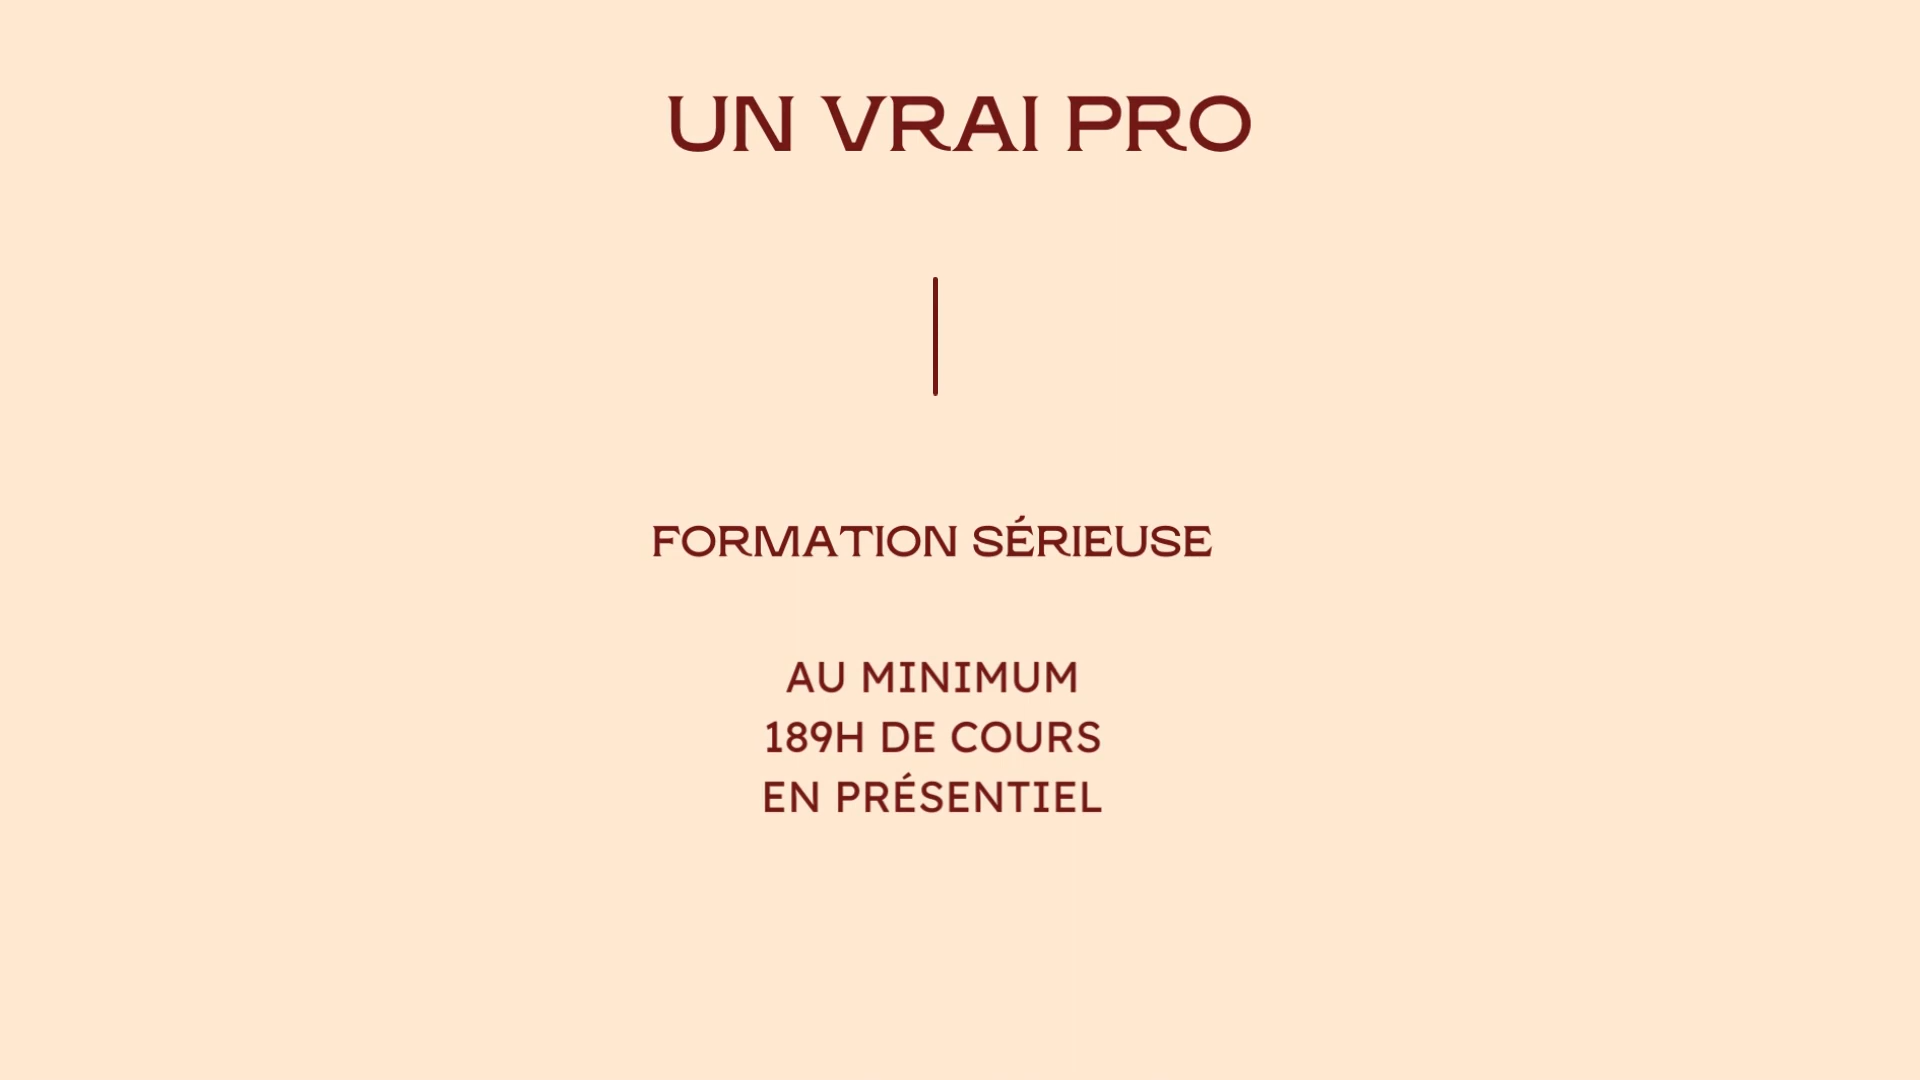 UN VRAI PRO
FORMATION SÉRIEUSE
AU MINIMUM
189H DE COURS
EN PRÉSENTIEL